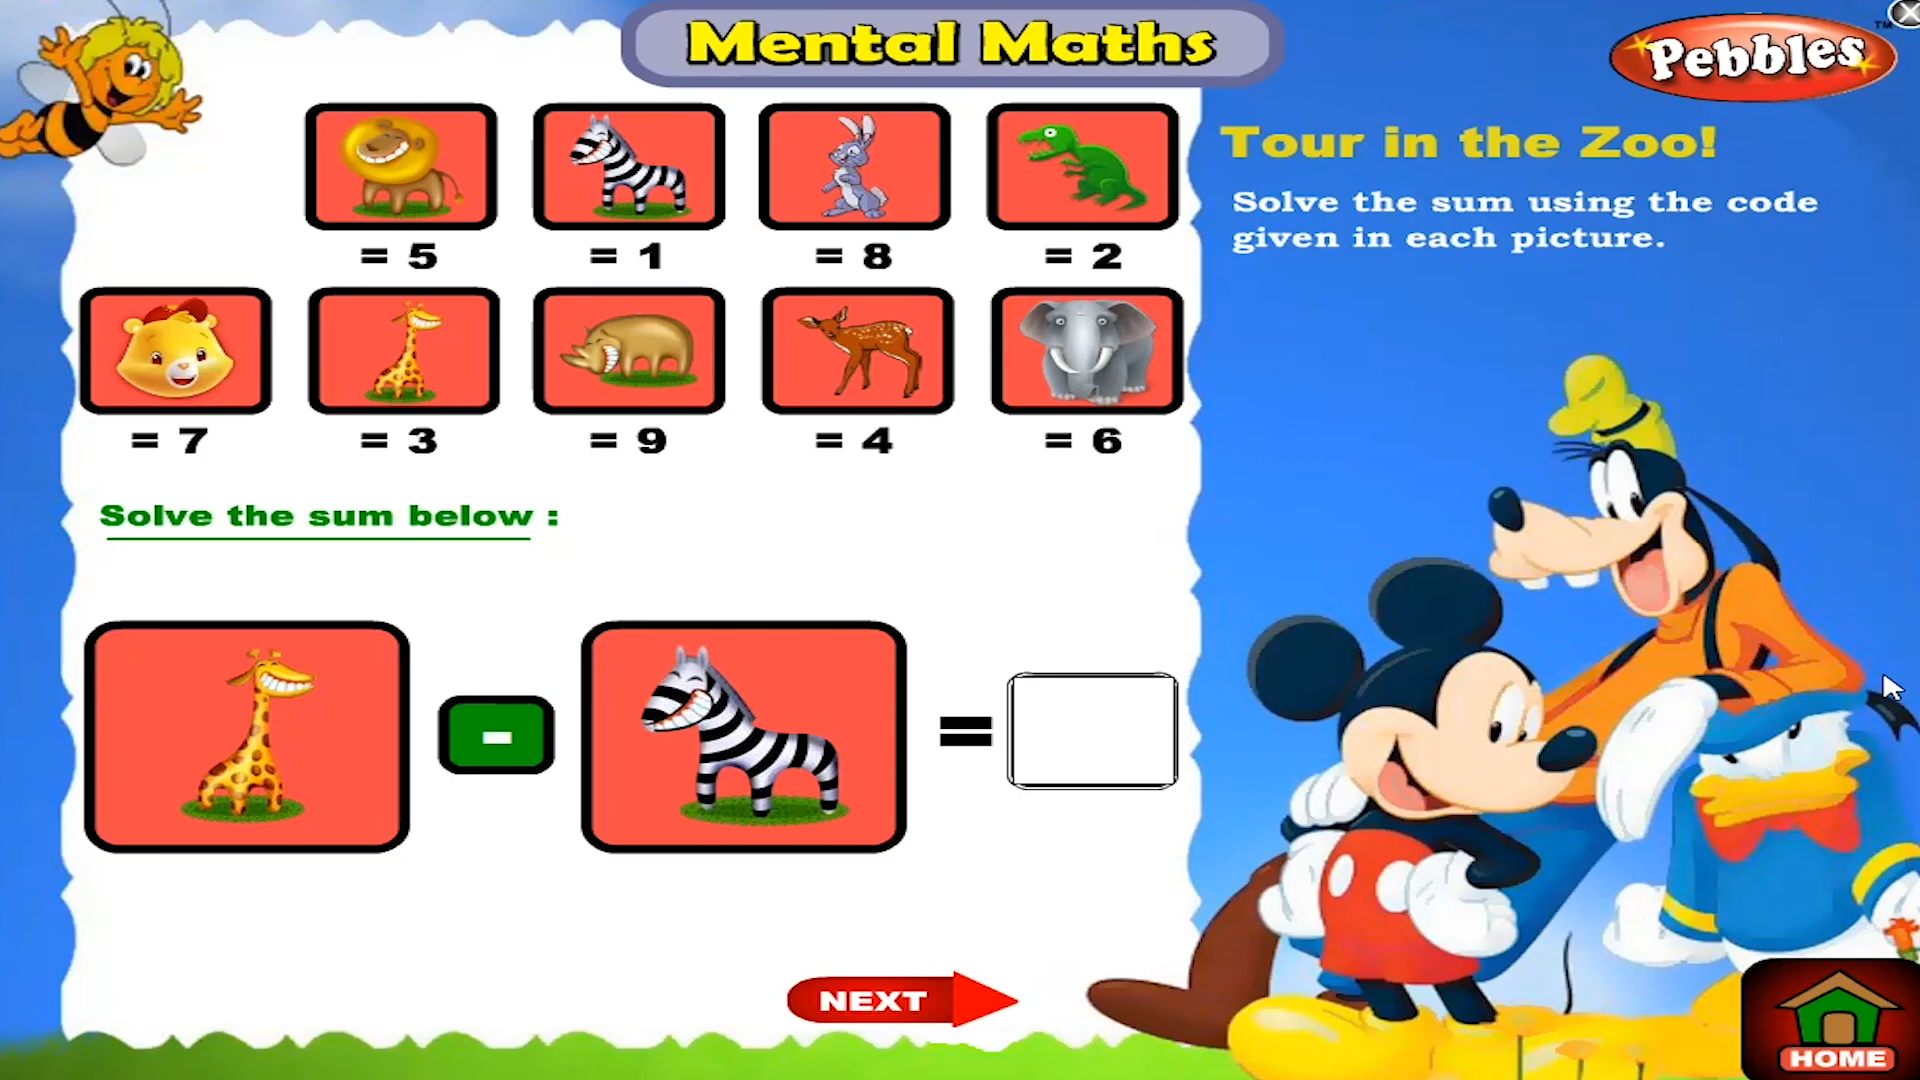 Mental Maths
Pebbles
TM
Tour in the Zoo!
Solve the sum using the code
given in each picture.
= 5 = 1 = 8 = 2
= 7 = 3 = 9 = 4 = 6
Solve the sum below :
- =
NEXT
HOME